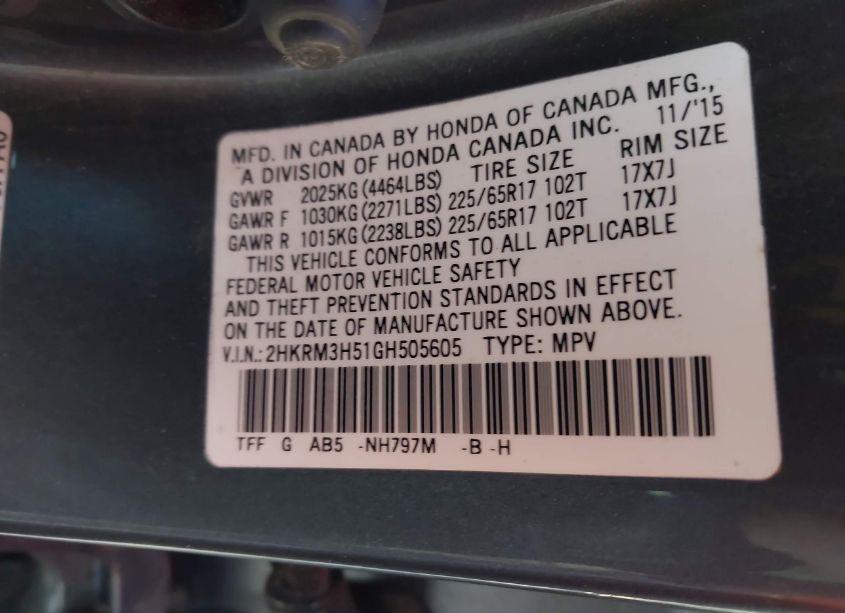 MFD. IN CANADA BY HONDA OF CANADA MFG.,
A DIVISION OF HONDA CANADA INC. 11/'15
GVWR 2025KG(4464LBS) TIRE SIZE RIM SIZE
GAWR F 1030KG(2271LBS) 225/65R17 102T 17X7J
GAWR R 1015KG(2238LBS) 225/65R17 102T 17X7J
THIS VEHICLE CONFORMS TO ALL APPLICABLE
FEDERAL MOTOR VEHICLE SAFETY
AND THEFT PREVENTION STANDARDS IN EFFECT
ON THE DATE OF MANUFACTURE SHOWN ABOVE.
V.I.N.: 2HKRM3H51GH505605 TYPE: MPV
TFF G AB5 -NH797M -B -H